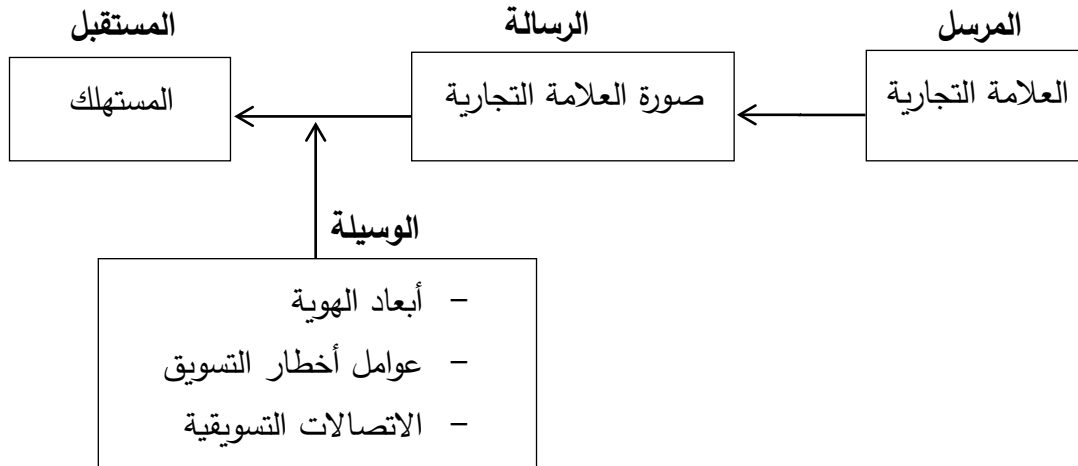 المرسل
الرسالة
المستقبل
العلامة التجارية
صورة العلامة التجارية
المستهلك
الوسيلة
- أبعاد الهوية
- عوامل أخطار التسويق
- الاتصالات التسويقية